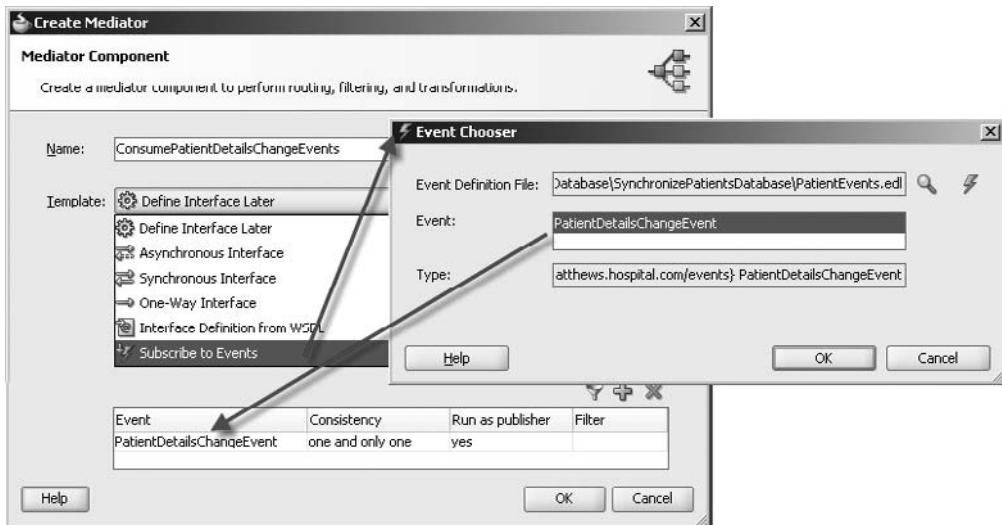 Create Mediator
Mediator Component
Create a mediator component to perform routing, filtering, and transformations.
Name: ConsumePatientDetailsChangeEvents
Template: Define Interface Later
Define Interface Later
Asynchronous Interface
Synchronous Interface
One-Way Interface
Interface Definition from WSDL
Subscribe to Events
Event Chooser
Event Definition File: Database\SynchronizePatientsDatabase\PatientEvents.edl
Event: PatientDetailsChangeEvent
Type: atthews.hospital.com/events} PatientDetailsChangeEvent
Help OK Cancel
Event Consistency Run as publisher Filter
PatientDetailsChangeEvent one and only one yes
Help OK Cancel